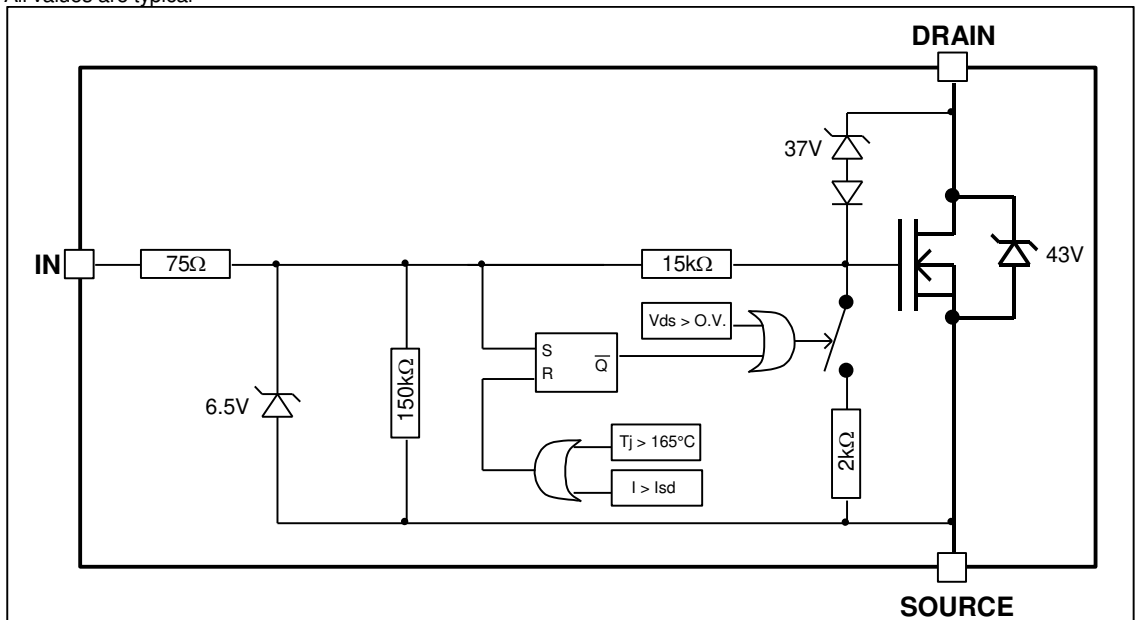 All values are typical
DRAIN
37V
43V
IN
75Ω
15kΩ
Vds > O.V.
S
R
Q̅
150kΩ
6.5V
Tj > 165°C
I > Isd
2kΩ
SOURCE